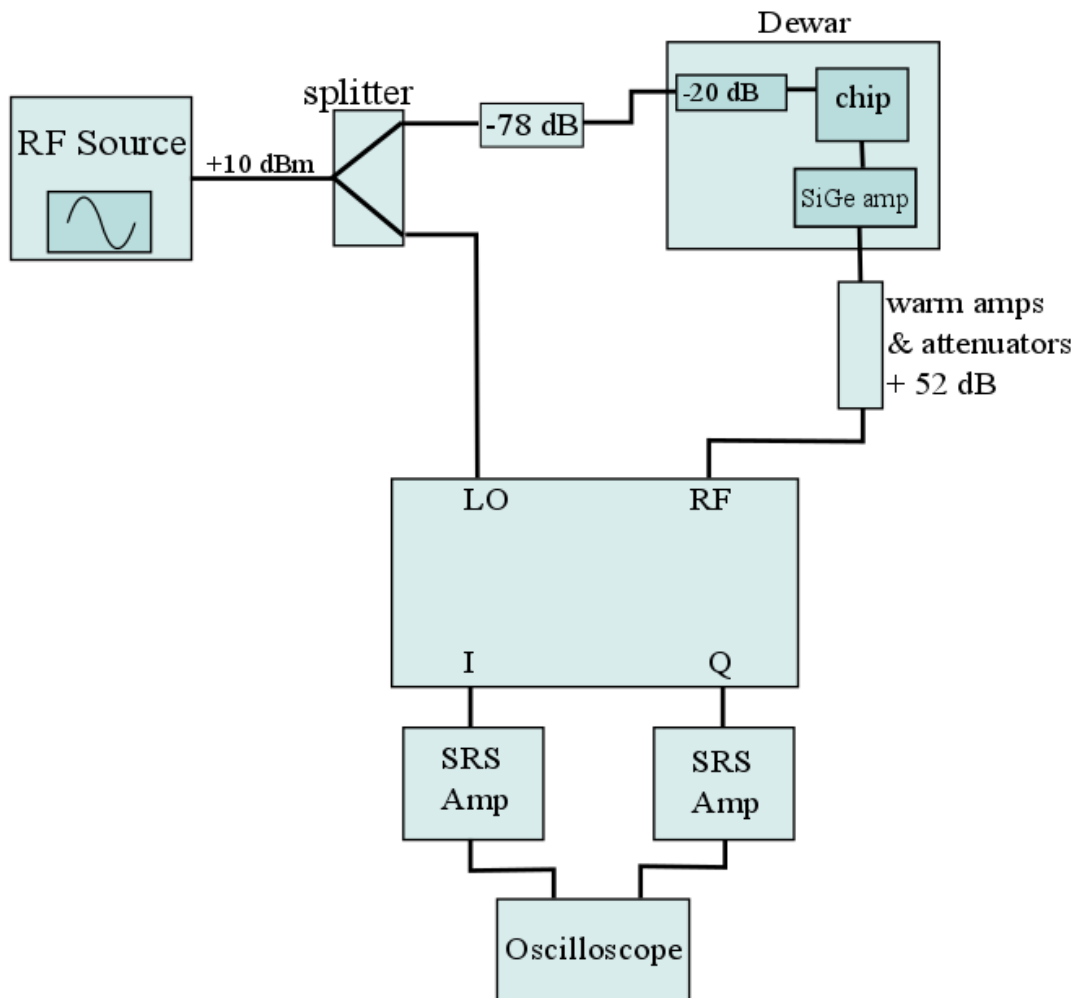 Dewar
splitter
RF Source
+10 dBm
-78 dB
-20 dB
chip
SiGe amp
warm amps
& attenuators
+ 52 dB
LO
RF
I
Q
SRS
Amp
SRS
Amp
Oscilloscope